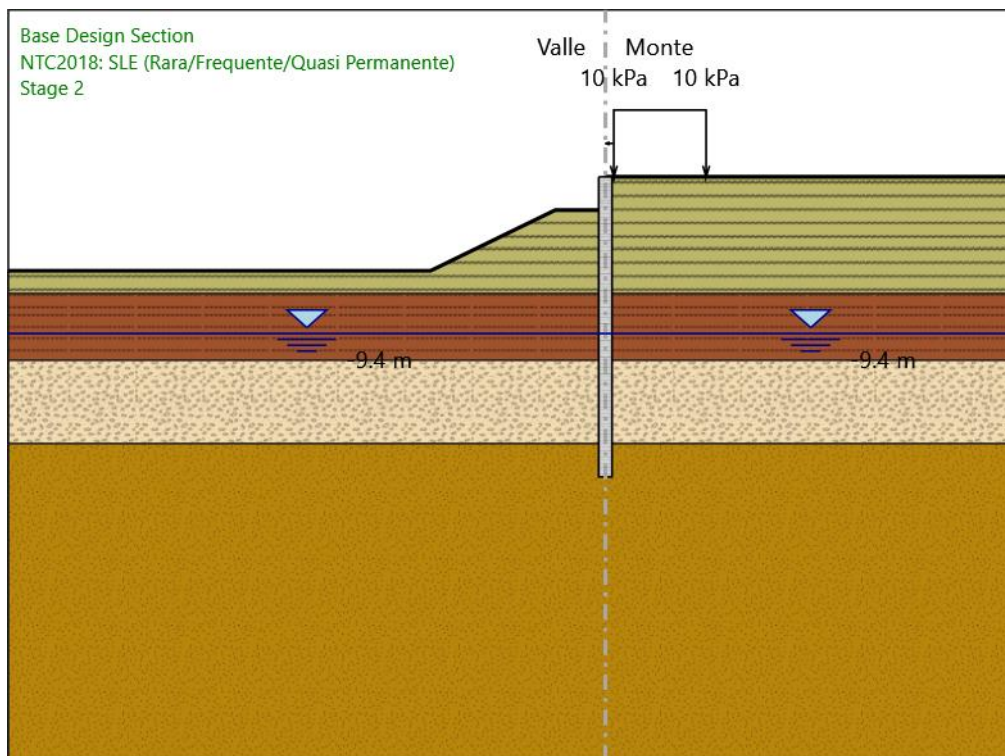 Base Design Section
NTC2018: SLE (Rara/Frequente/Quasi Permanente)
Stage 2
Valle Monte
10 kPa 10 kPa
-9.4 m -9.4 m